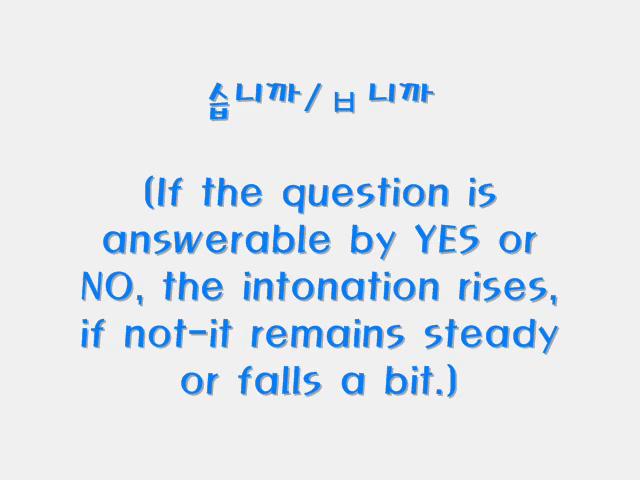 습니까/ㅂ니까
(If the question is
answerable by YES or
NO, the intonation rises,
if not-it remains steady
or falls a bit.)